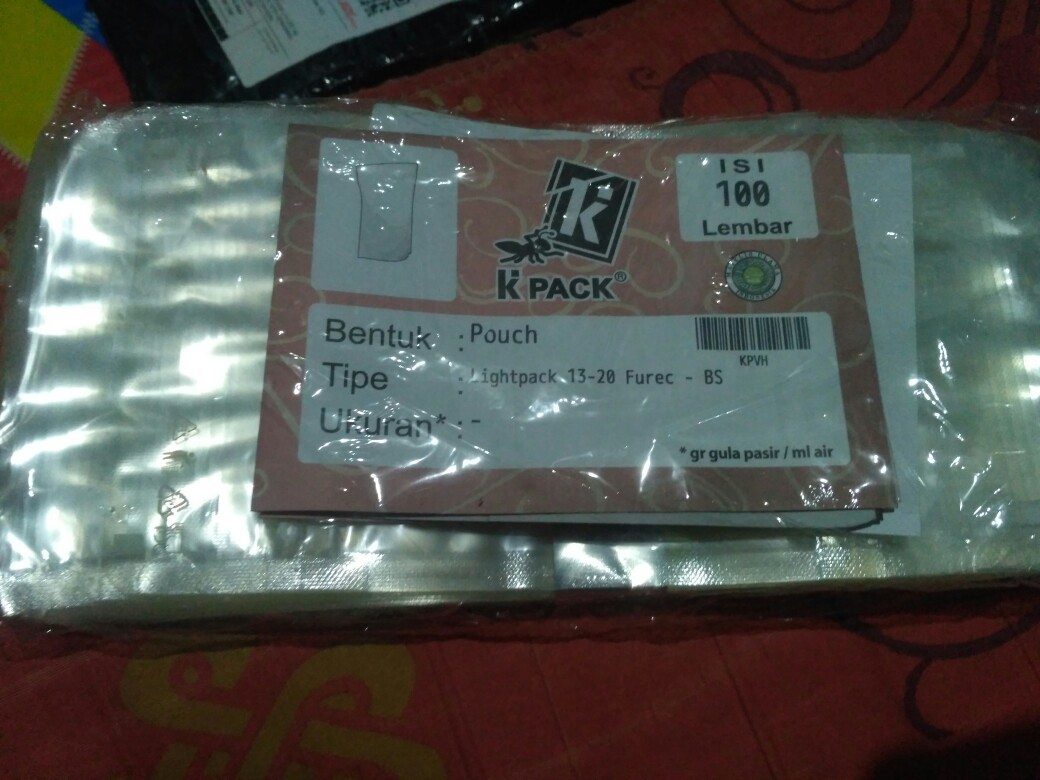 ISI
100
Lembar
K PACK®
Bentuk : Pouch
KPVH
Tipe : Lightpack 13-20 Furec - BS
Ukuran* : -
* gr gula pasir / ml air